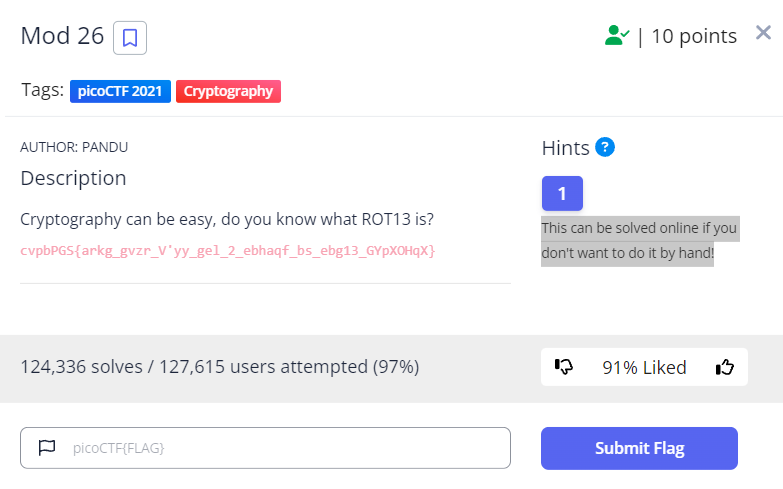 Mod 26
| 10 points
Tags: picoCTF 2021 Cryptography
AUTHOR: PANDU
Description
Cryptography can be easy, do you know what ROT13 is?
cvpbPGS{arkg_gvzr_V'yy_gel_2_ebhaqf_bs_ebg13_GYpXOHqX}
Hints ?
1
This can be solved online if you
don't want to do it by hand!
124,336 solves / 127,615 users attempted (97%)
91% Liked
picoCTF{FLAG}
Submit Flag